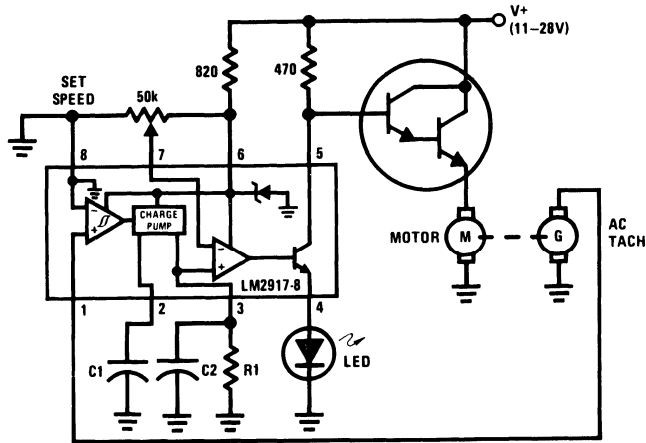 V+
(11–28V)
820
470
SET
SPEED
50k
8
7
6
5
CHARGE
PUMP
−
+
−
+
LM2917-8
MOTOR
M
G
AC
TACH
1
2
3
4
C1
C2
R1
LED